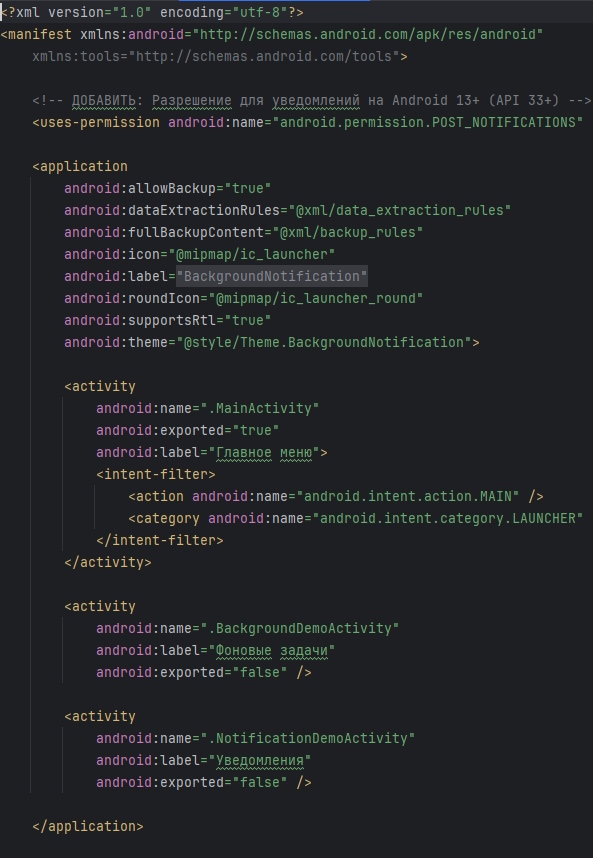 <?xml version="1.0" encoding="utf-8"?>
<manifest xmlns:android="http://schemas.android.com/apk/res/android"
    xmlns:tools="http://schemas.android.com/tools">

    <!-- ДОБАВИТЬ: Разрешение для уведомлений на Android 13+ (API 33+) -->
    <uses-permission android:name="android.permission.POST_NOTIFICATIONS"

    <application
        android:allowBackup="true"
        android:dataExtractionRules="@xml/data_extraction_rules"
        android:fullBackupContent="@xml/backup_rules"
        android:icon="@mipmap/ic_launcher"
        android:label="BackgroundNotification"
        android:roundIcon="@mipmap/ic_launcher_round"
        android:supportsRtl="true"
        android:theme="@style/Theme.BackgroundNotification">

        <activity
            android:name=".MainActivity"
            android:exported="true"
            android:label="Главное меню">
            <intent-filter>
                <action android:name="android.intent.action.MAIN" />
                <category android:name="android.intent.category.LAUNCHER"
            </intent-filter>
        </activity>

        <activity
            android:name=".BackgroundDemoActivity"
            android:label="Фоновые задачи"
            android:exported="false" />

        <activity
            android:name=".NotificationDemoActivity"
            android:label="Уведомления"
            android:exported="false" />

    </application>